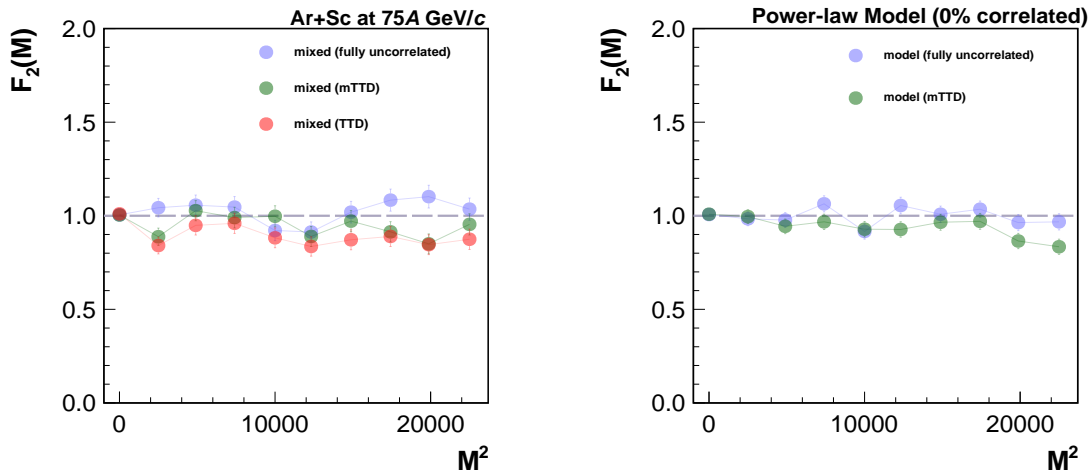 Ar+Sc at 75A GeV/c
F2(M)
2.0
1.5
1.0
0.5
0.0
mixed (fully uncorrelated)
mixed (mTTD)
mixed (TTD)
0
10000
20000
M²
Power-law Model (0% correlated)
F2(M)
2.0
1.5
1.0
0.5
0.0
model (fully uncorrelated)
model (mTTD)
0
10000
20000
M²